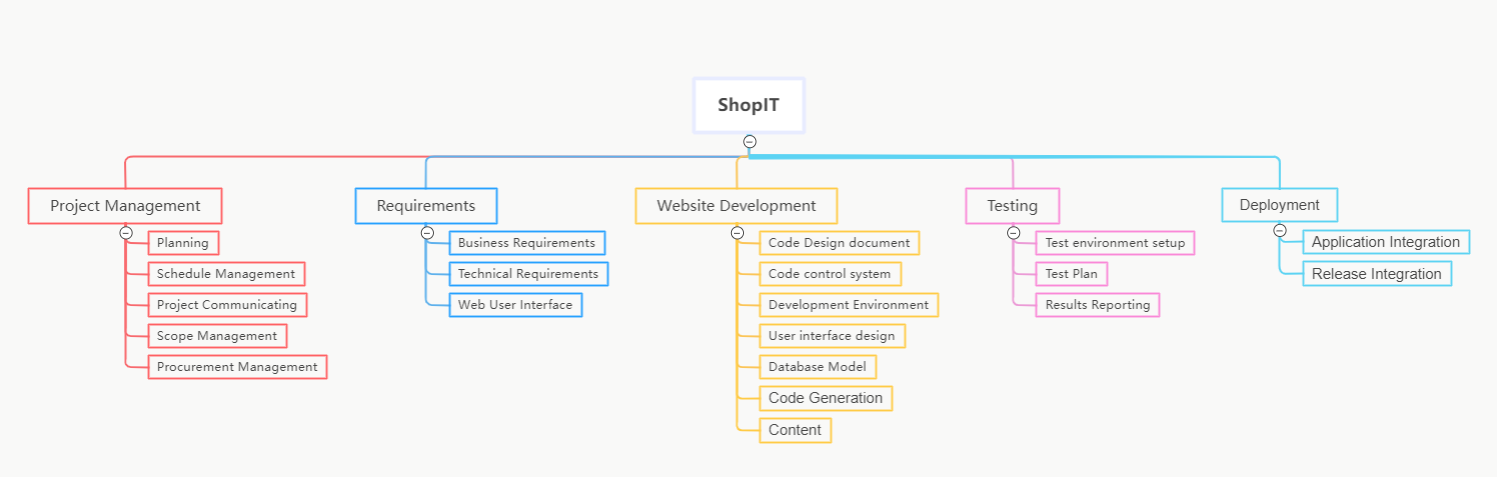 ShopIT
Project Management
Planning
Schedule Management
Project Communicating
Scope Management
Procurement Management
Requirements
Business Requirements
Technical Requirements
Web User Interface
Website Development
Code Design document
Code control system
Development Environment
User interface design
Database Model
Code Generation
Content
Testing
Test environment setup
Test Plan
Results Reporting
Deployment
Application Integration
Release Integration